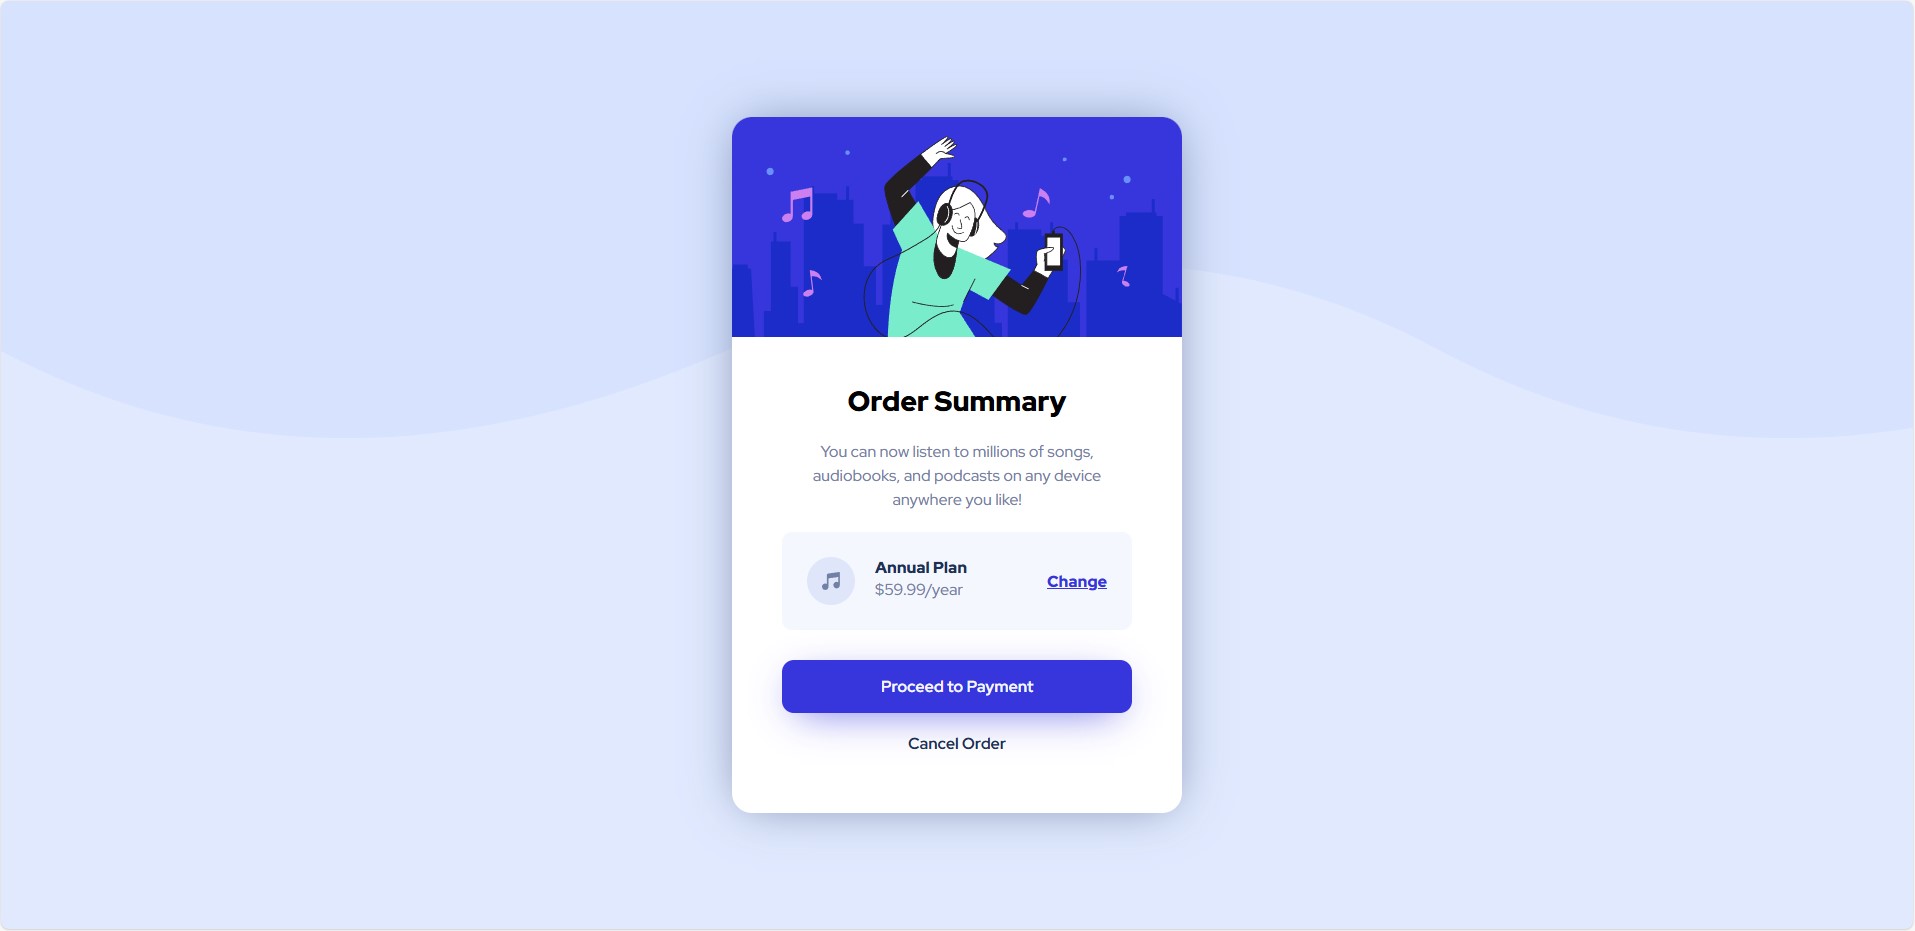 Order Summary
You can now listen to millions of songs,
audiobooks, and podcasts on any device
anywhere you like!
Annual Plan
$59.99/year
Change
Proceed to Payment
Cancel Order